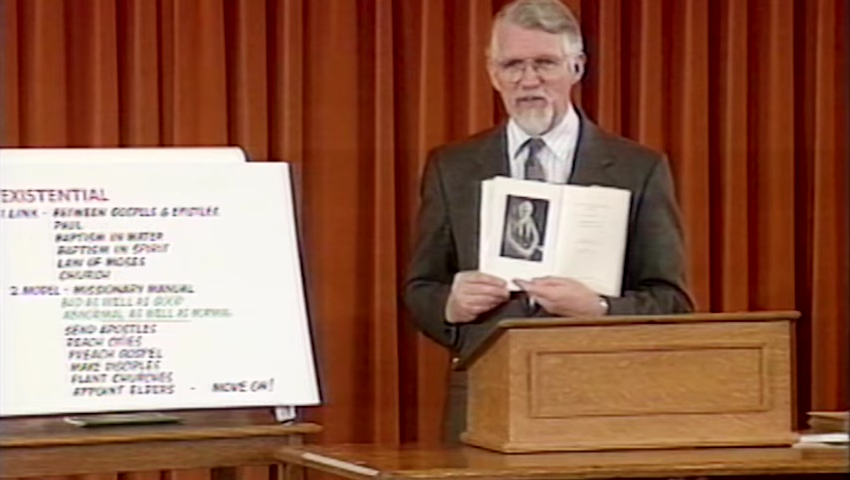 EXISTENTIAL
1 LINK - BETWEEN GOSPELS & EPISTLES
PAUL
BAPTISM IN WATER
BAPTISM IN SPIRIT
LAW OF MOSES
CHURCH
2 MODEL - MISSIONARY MANUAL
BAD AS WELL AS GOOD
ABNORMAL AS WELL AS NORMAL
SEND APOSTLES
REACH CITIES
PREACH GOSPEL
MAKE DISCIPLES
PLANT CHURCHES
APPOINT ELDERS - MOVE ON!